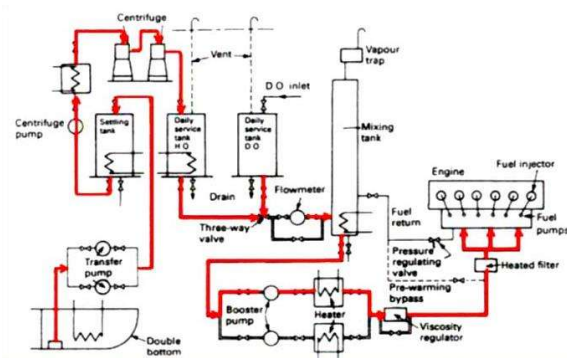 Centrifuge
Vent
Vapour
trap
Centrifuge
pump
Settling
tank
Daily
service
tank
H O
Daily
service
tank
D O
D O inlet
Mixing
tank
Drain
Flowmeter
Three-way
valve
Fuel
return
Engine
Fuel injector
Fuel
pumps
Pressure
regulating
valve
Heated filter
Pre-warming
bypass
Transfer
pump
Double
bottom
Booster
pump
Heater
Viscosity
regulator